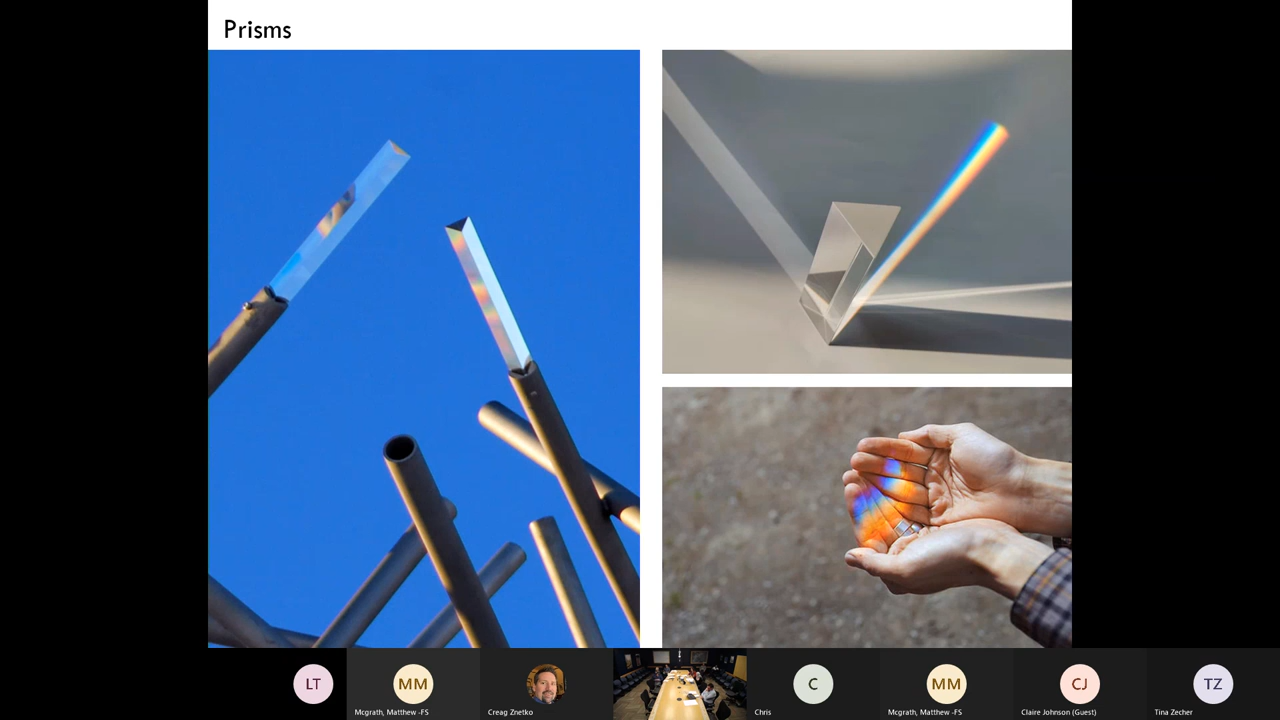 Prisms
LT
MM
Mcgrath, Matthew -FS
Creag Znetko
C
Chris
MM
Mcgrath, Matthew -FS
CJ
Claire Johnson (Guest)
TZ
Tina Zecher